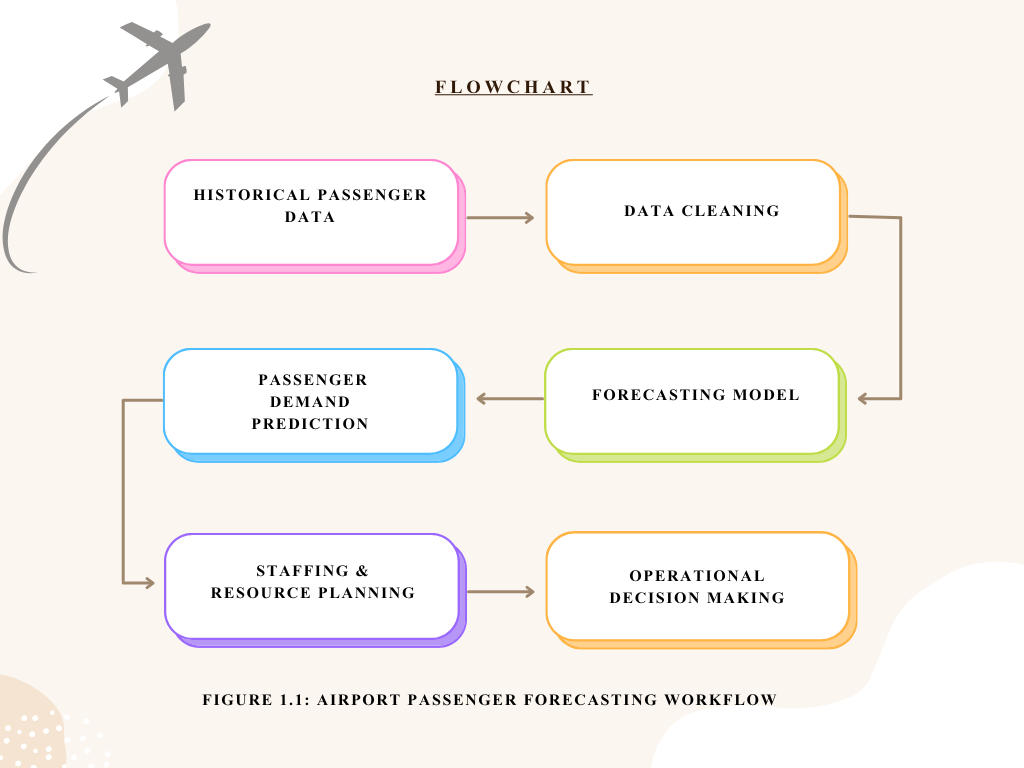 FLOWCHART
HISTORICAL PASSENGER
DATA
DATA CLEANING
FORECASTING MODEL
PASSENGER
DEMAND
PREDICTION
STAFFING &
RESOURCE PLANNING
OPERATIONAL
DECISION MAKING
FIGURE 1.1: AIRPORT PASSENGER FORECASTING WORKFLOW